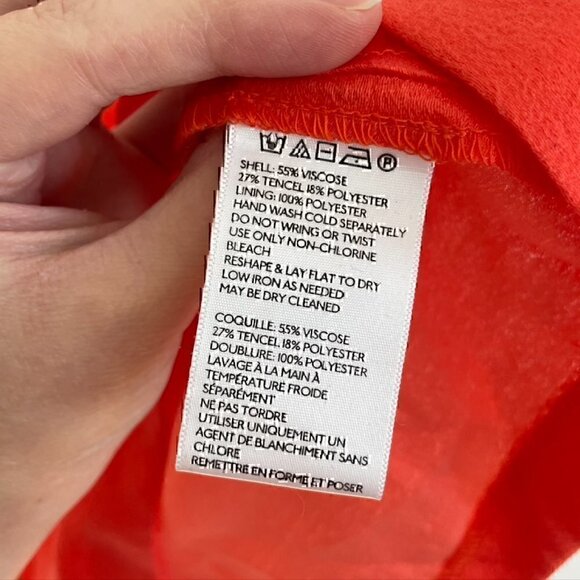 SHELL: 55% VISCOSE
27% TENCEL 18% POLYESTER
LINING: 100% POLYESTER
HAND WASH COLD SEPARATELY
DO NOT WRING OR TWIST
USE ONLY NON-CHLORINE
BLEACH
RESHAPE & LAY FLAT TO DRY
LOW IRON AS NEEDED
MAY BE DRY CLEANED
COQUILLE: 55% VISCOSE
27% TENCEL 18% POLYESTER
DOUBLURE: 100% POLYESTER
LAVAGE À LA MAIN À
TEMPÉRATURE FROIDE
SÉPARÉMENT
NE PAS TORDRE
UTILISER UNIQUEMENT UN
AGENT DE BLANCHIMENT SANS
CHLORE
REMETTRE EN FORME ET POSER